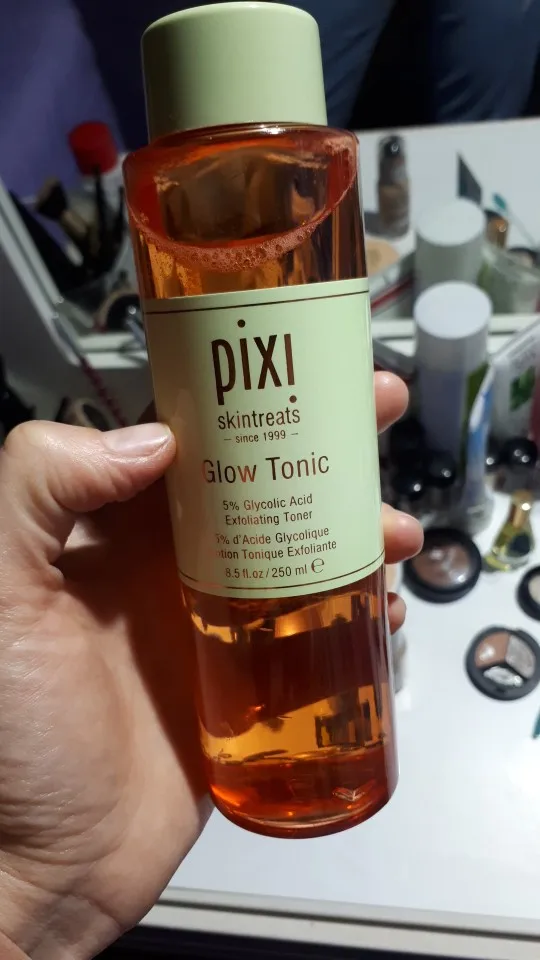 pixi
skintreats
– since 1999 –
Glow Tonic
5% Glycolic Acid
Exfoliating Toner
5% d'Acide Glycolique
Tonique Exfoliante
8.5 fl.oz / 250 ml ℮